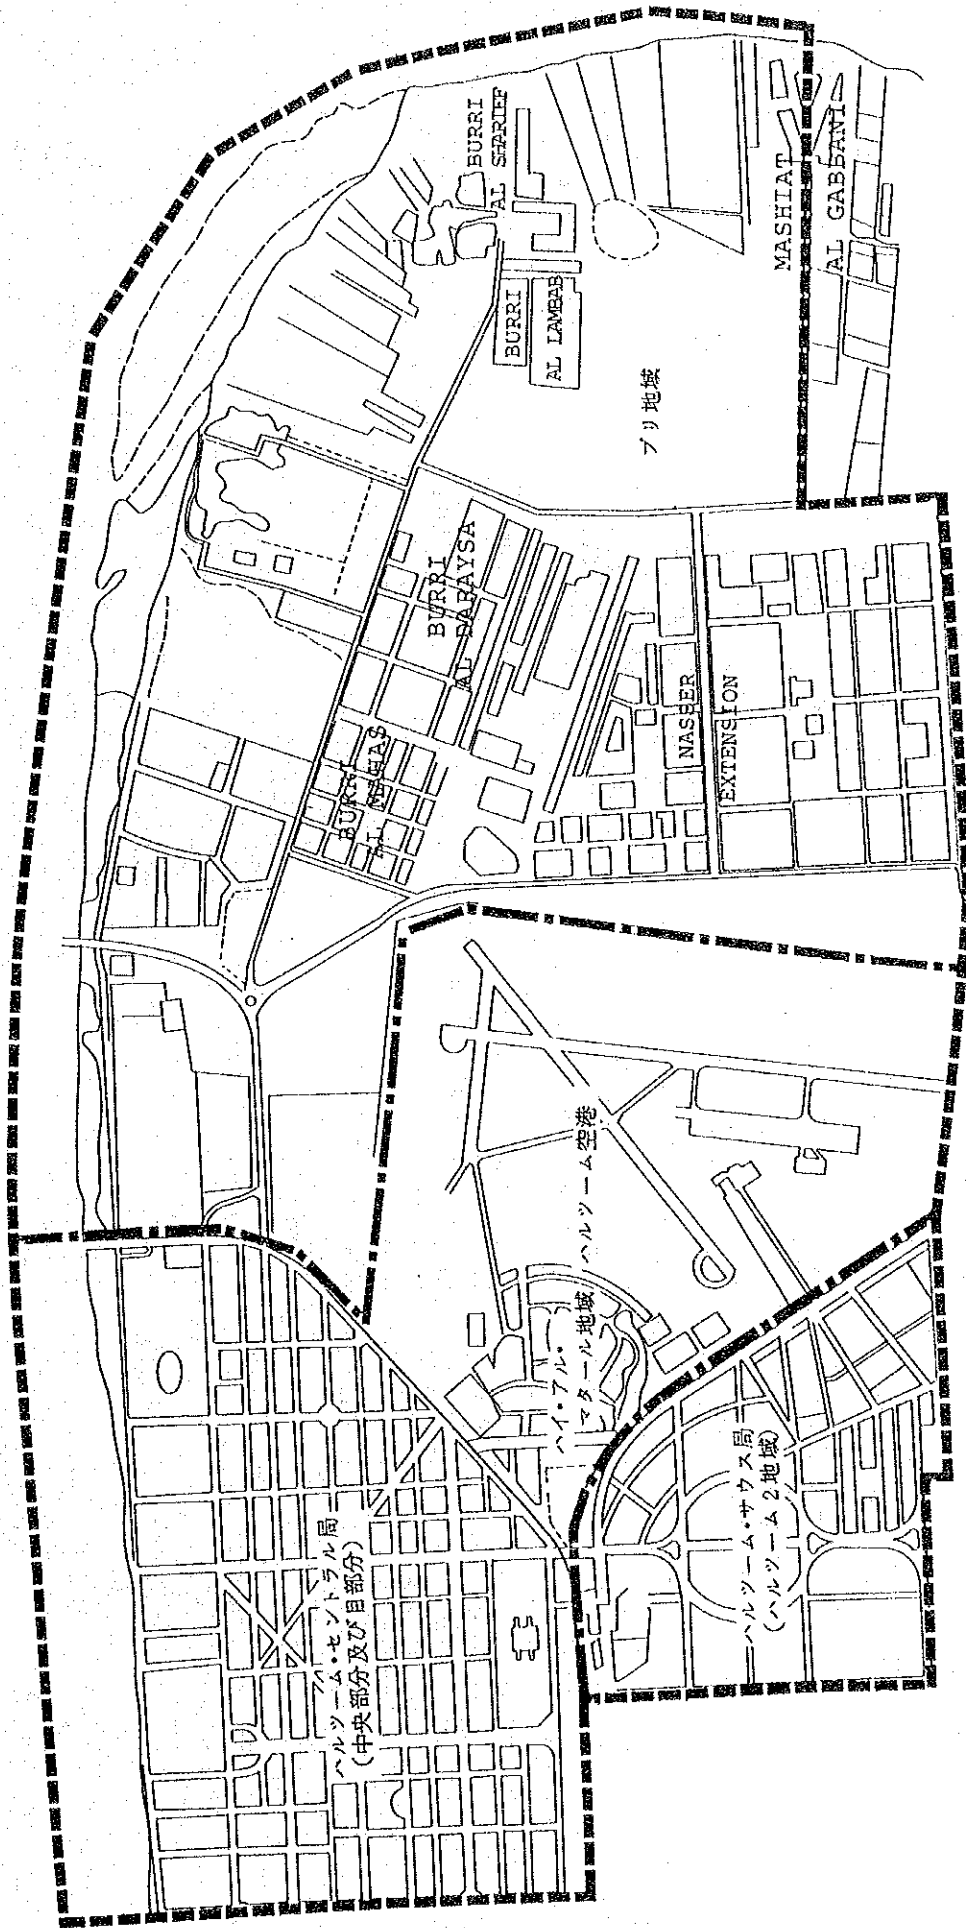 BURRI
AL SHARIEF
MASHIAT
AL GABBANI
BURRI
AL LAMBAB
ブリ地域
BURRI
AL DABAYSA
BURRI
AL MAHAS
NASSER
EXTENSION
ハイ・アル・
マタール地域
ハルツーム空港
ハルツーム・セントラル局
(中央部分及び目部分)
ハルツーム・サウス局
(ハルツーム2地域)